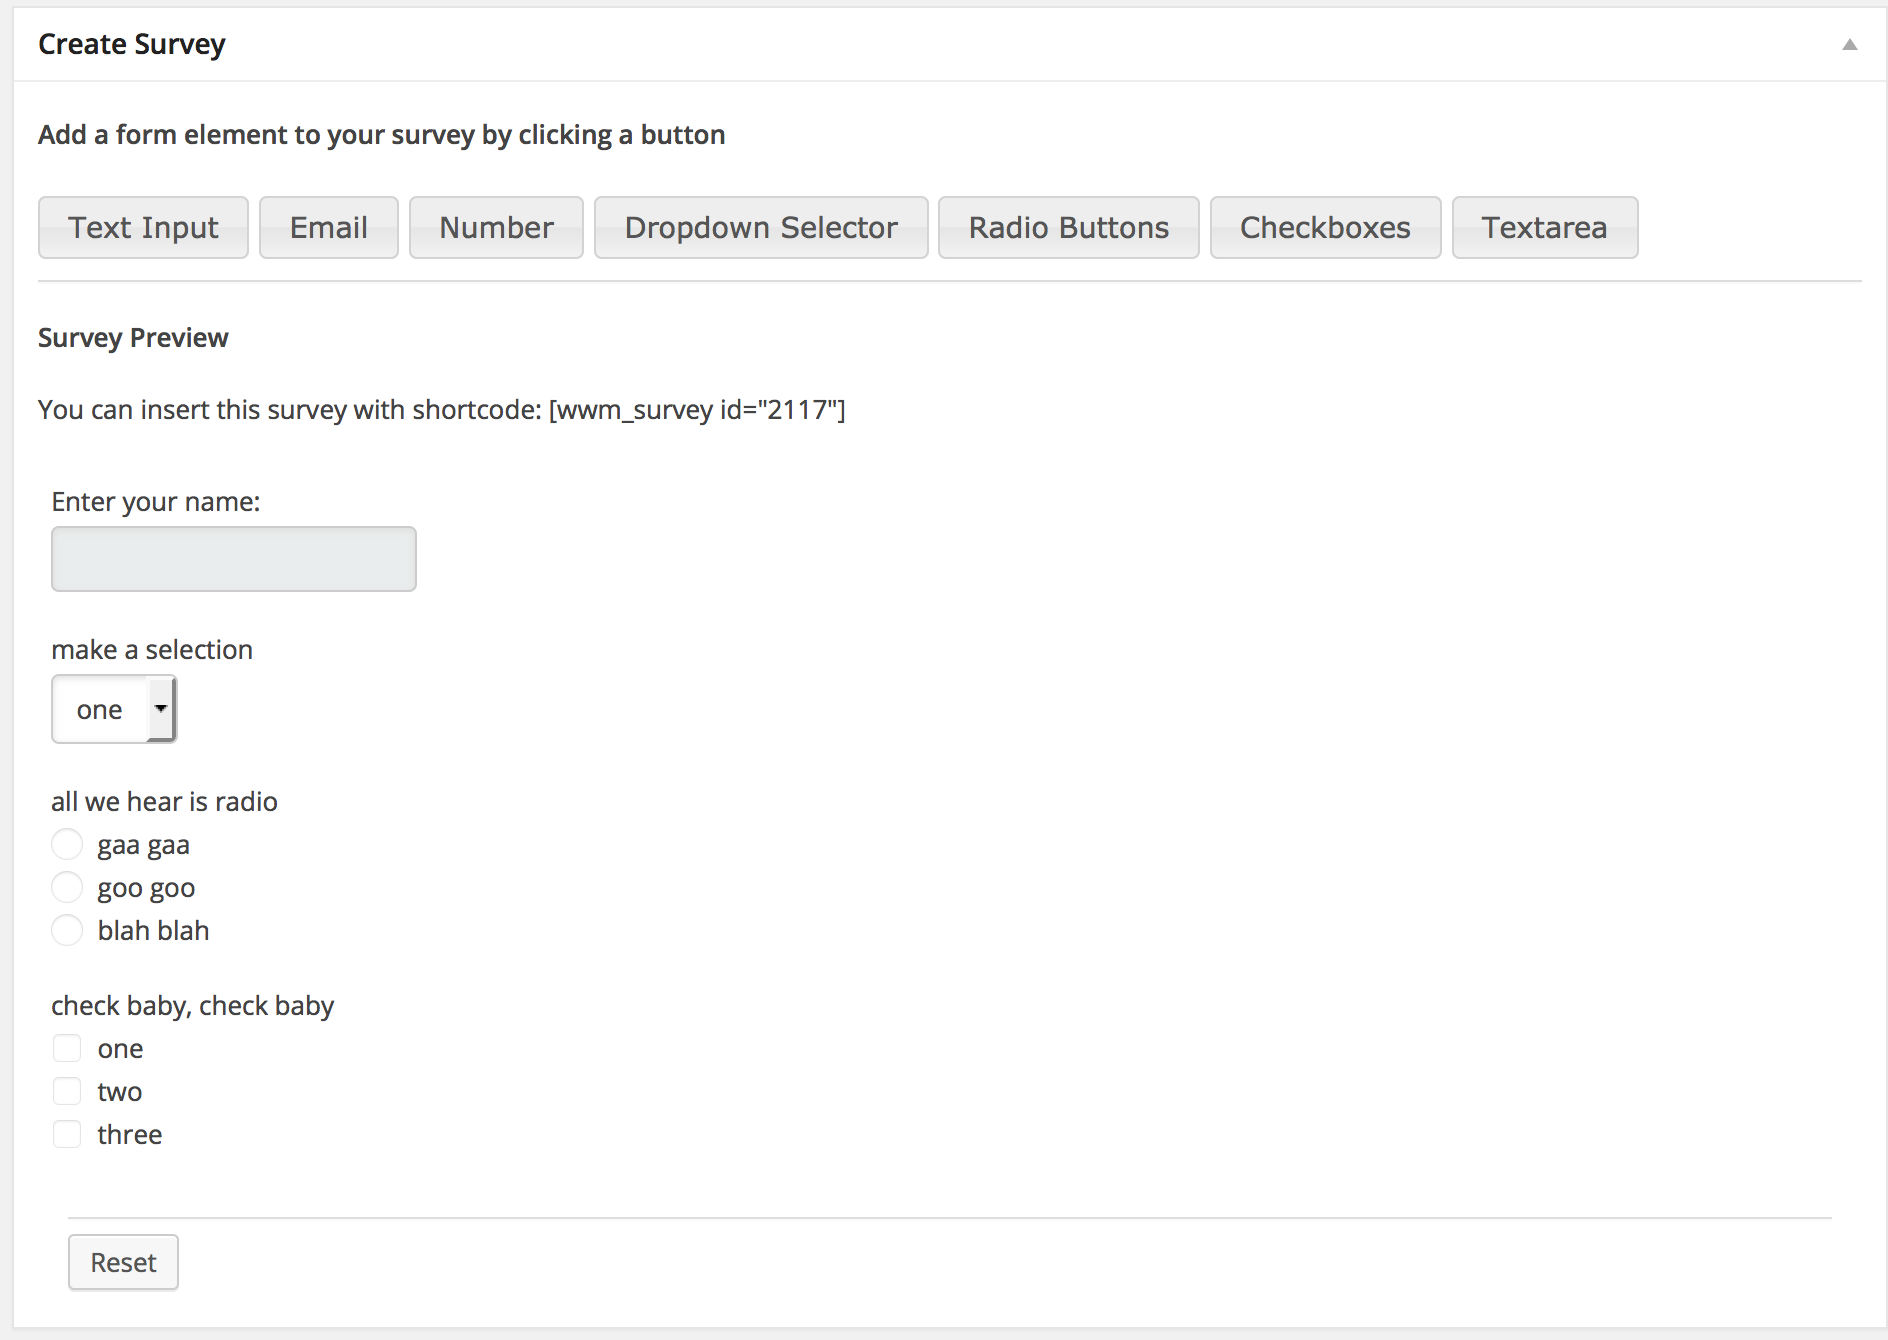 Create Survey
Add a form element to your survey by clicking a button
Text Input Email Number Dropdown Selector Radio Buttons Checkboxes Textarea
Survey Preview
You can insert this survey with shortcode: [wwm_survey id="2117"]
Enter your name:
make a selection
one
all we hear is radio
gaa gaa
goo goo
blah blah
check baby, check baby
one
two
three
Reset